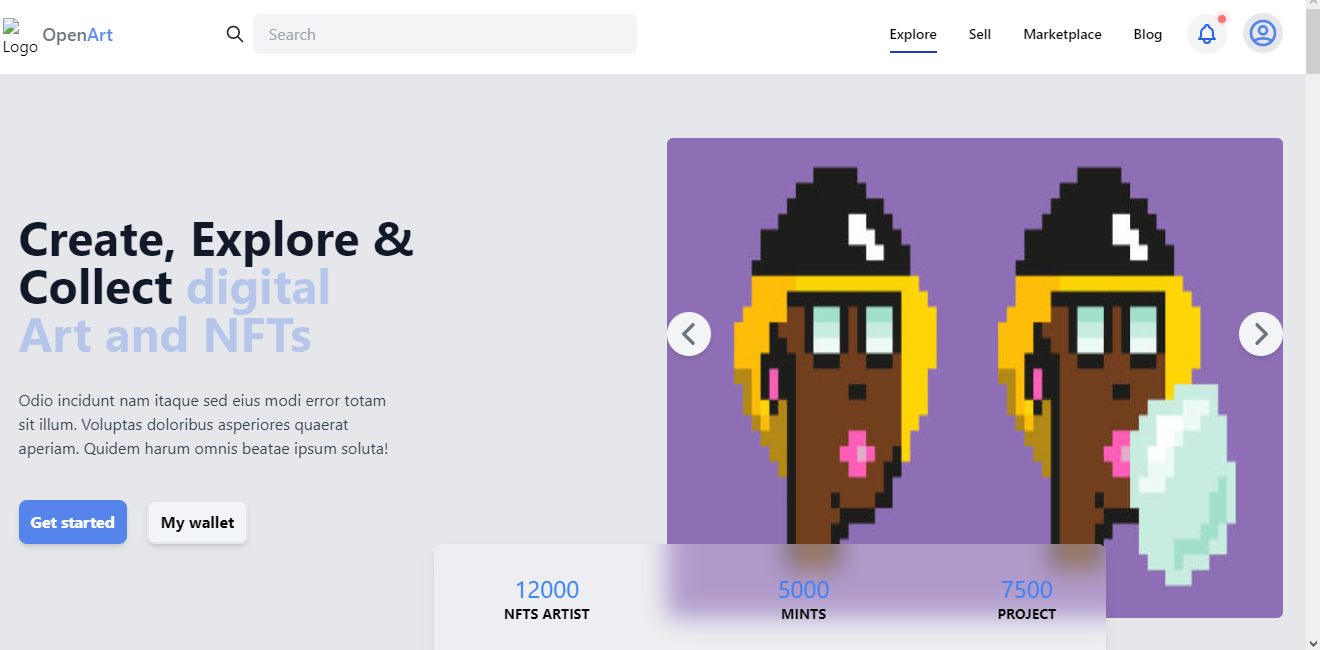 Logo
OpenArt
Search
Explore
Sell
Marketplace
Blog
Create, Explore &
Collect digital
Art and NFTs
Odio incidunt nam itaque sed eius modi error totam
sit illum. Voluptas doloribus asperiores quaerat
aperiam. Quidem harum omnis beatae ipsum soluta!
Get started
My wallet
12000
NFTS ARTIST
5000
MINTS
7500
PROJECT